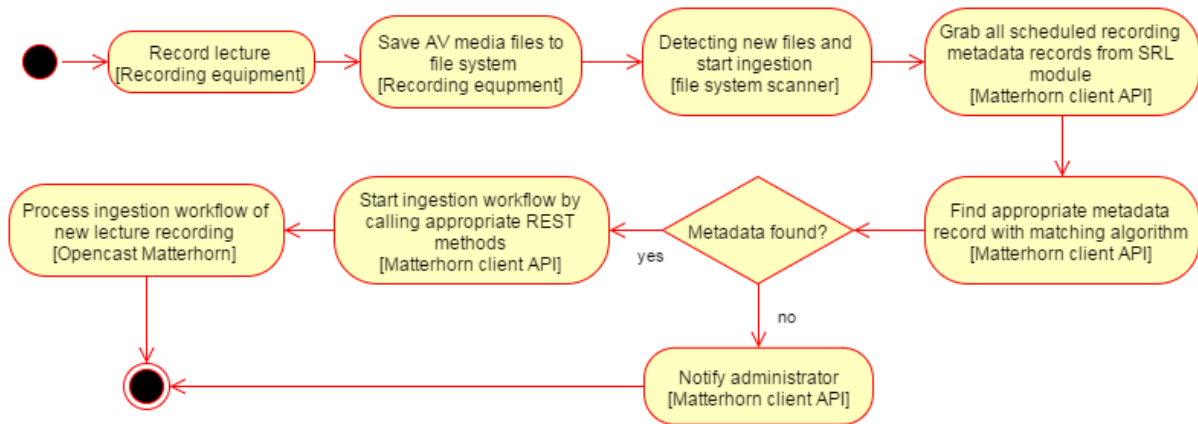 Record lecture
[Recording equipment]
Save AV media files to
file system
[Recording equpment]
Detecting new files and
start ingestion
[file system scanner]
Grab all scheduled recording
metadata records from SRL
module
[Matterhorn client API]
Find appropriate metadata
record with matching algorithm
[Matterhorn client API]
Metadata found?
yes
no
Start ingestion workflow by
calling appropriate REST
methods
[Matterhorn client API]
Process ingestion workflow of
new lecture recording
[Opencast Matterhorn]
Notify administrator
[Matterhorn client API]